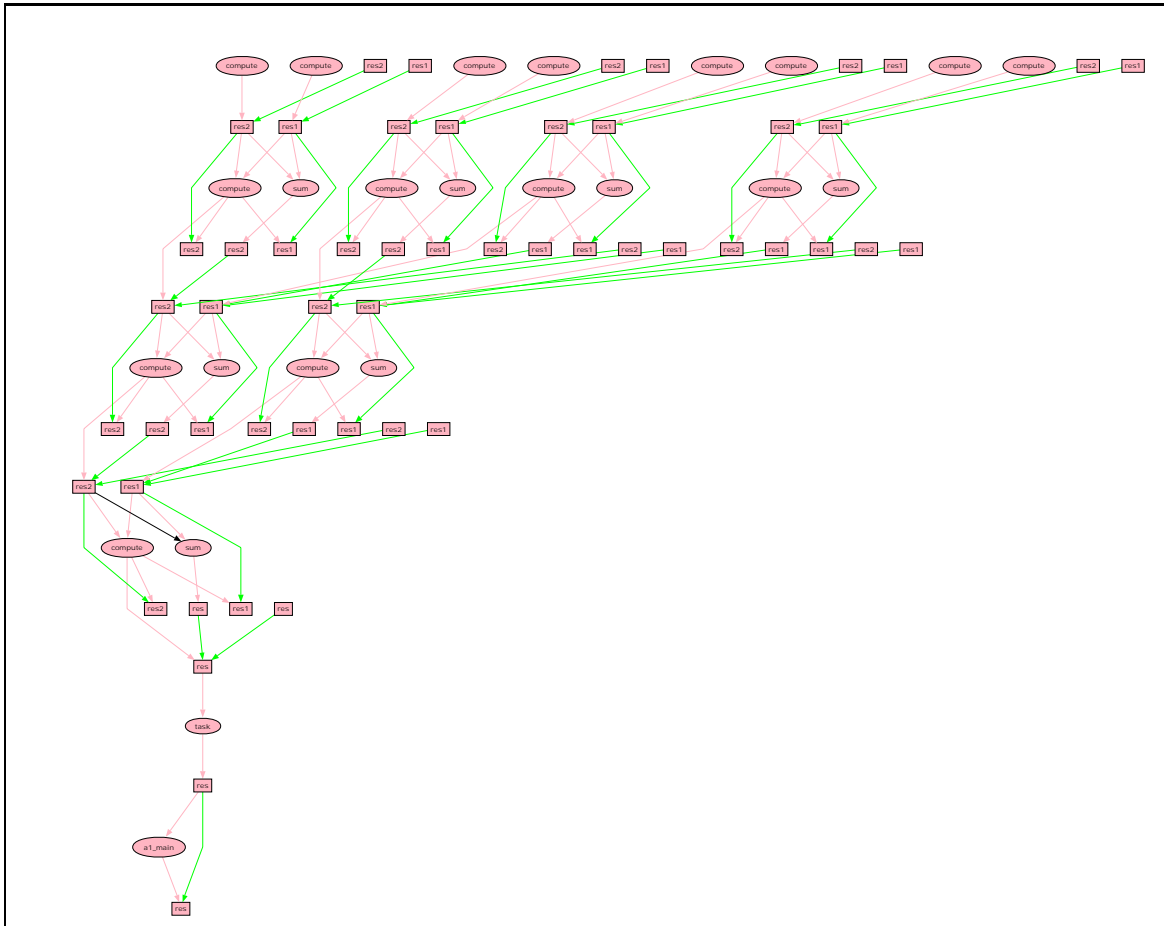 compute compute res2 res1 compute compute res2 res1 compute compute res2 res1 compute compute res2 res1
res2 res1 res2 res1 res2 res1 res2 res1
compute sum compute sum compute sum compute sum
res2 res2 res1 res2 res2 res1 res2 res1 res1 res2 res1 res2 res1 res1 res2 res1
res2 res1 res2 res1
compute sum compute sum
res2 res2 res1 res2 res1 res1 res2 res1
res2 res1
compute sum
res2 res res1 res
res
task
res
a1_main
res